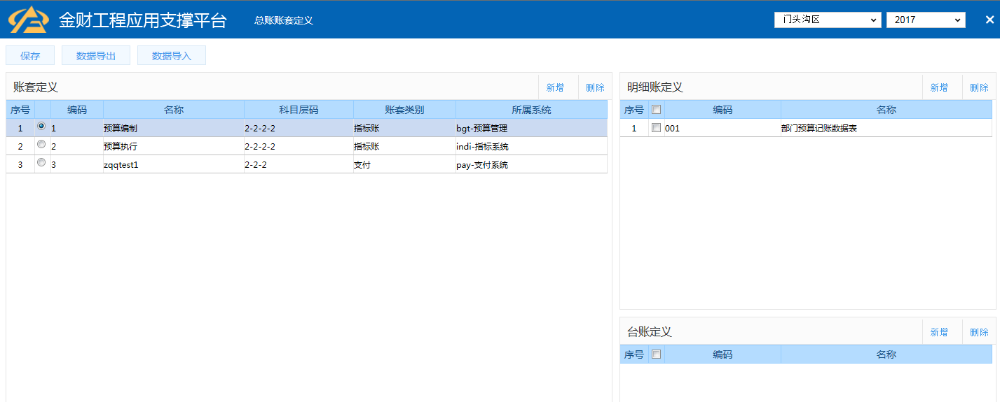 金财工程应用支撑平台 总账账套定义 门头沟区 2017
保存 数据导出 数据导入
账套定义 新增 删除
序号 编码 名称 科目层码 账套类别 所属系统
1 1 预算编制 2-2-2-2 指标账 bgt-预算管理
2 2 预算执行 2-2-2-2 指标账 indi-指标系统
3 3 zqqtest1 2-2-2 支付 pay-支付系统
明细账定义 新增 删除
序号 编码 名称
1 001 部门预算记账数据表
台账定义 新增 删除
序号 编码 名称